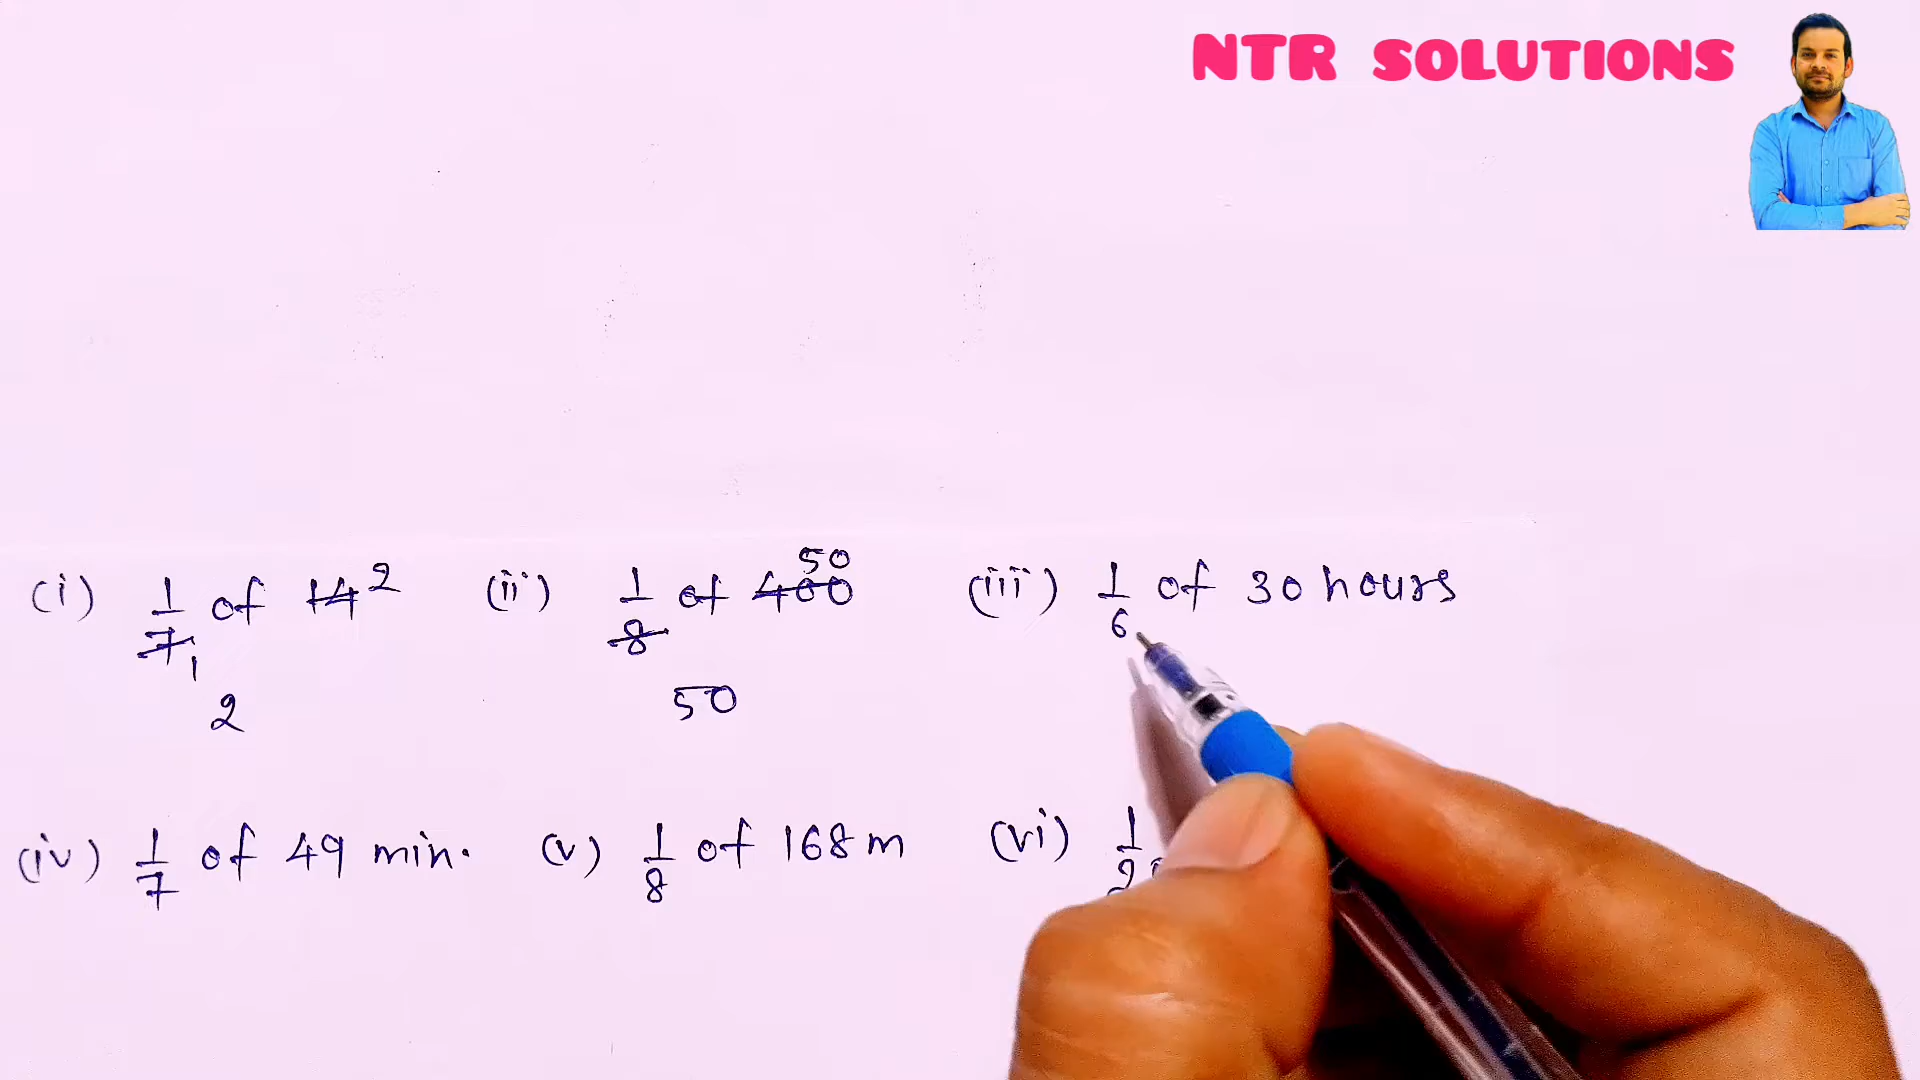 NTR SOLUTIONS
(i) 1/7 1 of 14 2 (ii) 1/8 of 400 50 (iii) 1/6 of 30 hours
2 50
(iv) 1/7 of 49 min. (v) 1/8 of 168 m (vi) 1